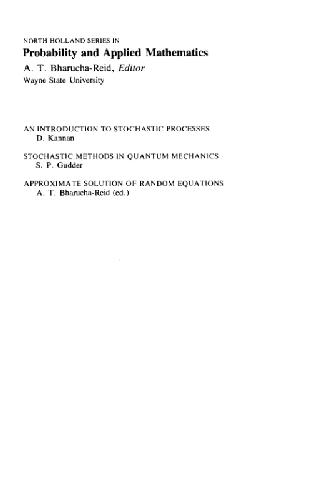 NORTH HOLLAND SERIES IN
Probability and Applied Mathematics
A. T. Bharucha-Reid, Editor
Wayne State University
AN INTRODUCTION TO STOCHASTIC PROCESSES
D. Kannan
STOCHASTIC METHODS IN QUANTUM MECHANICS
S. P. Gudder
APPROXIMATE SOLUTION OF RANDOM EQUATIONS
A. T. Bharucha-Reid (ed.)